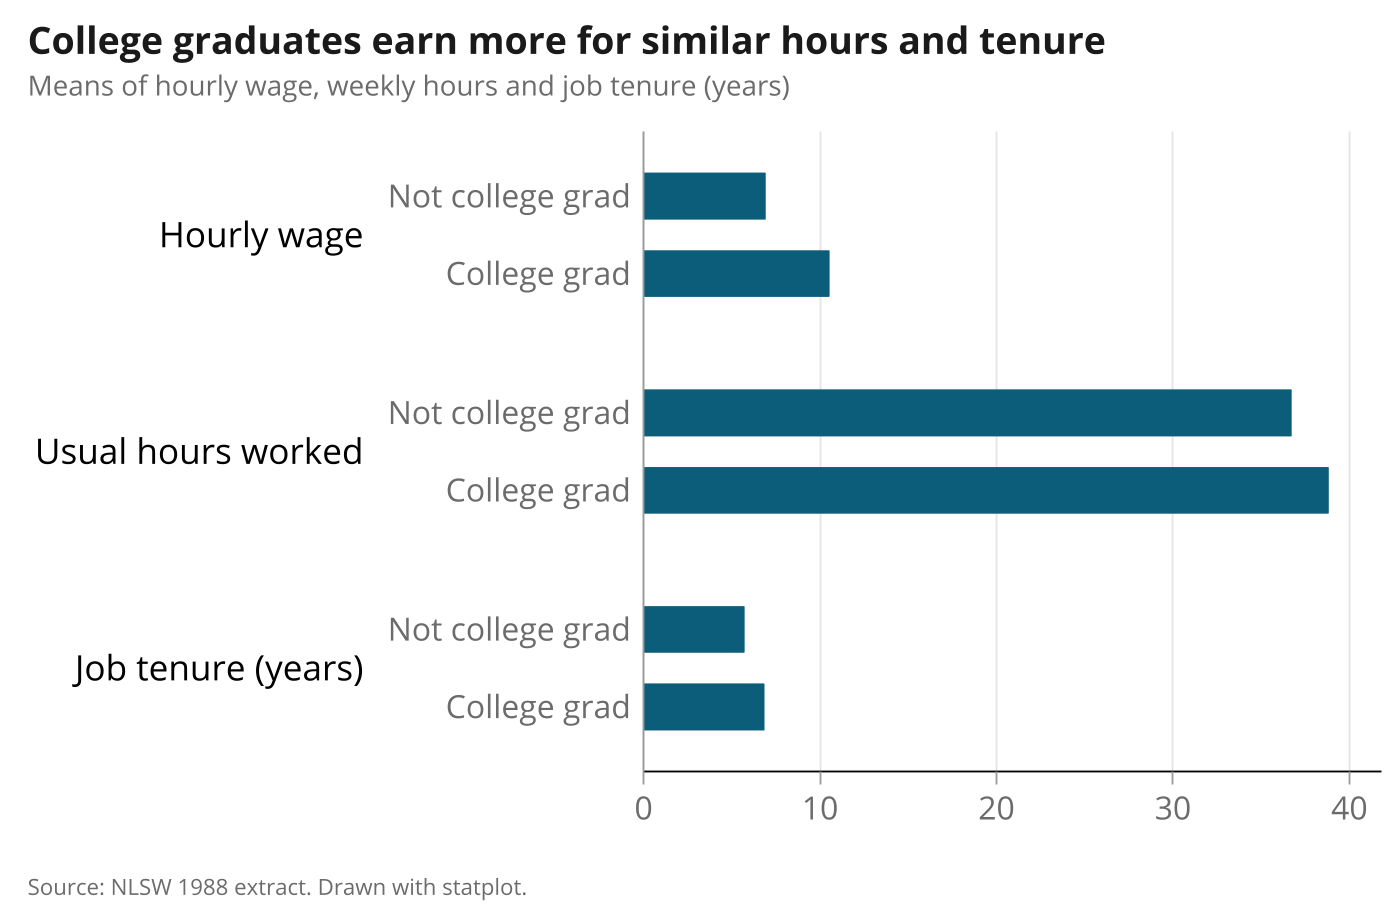 College graduates earn more for similar hours and tenure
Means of hourly wage, weekly hours and job tenure (years)
Hourly wage
Not college grad
College grad
Usual hours worked
Not college grad
College grad
Job tenure (years)
Not college grad
College grad
0 10 20 30 40
Source: NLSW 1988 extract. Drawn with statplot.